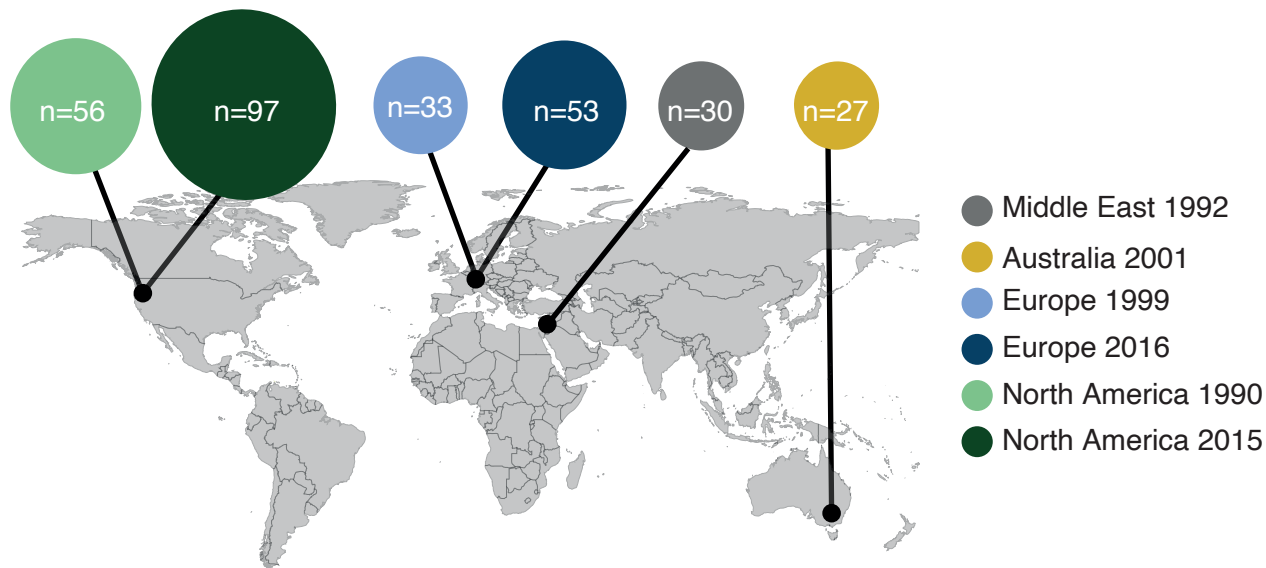 n=56
n=97
n=33
n=53
n=30
n=27
Middle East 1992
Australia 2001
Europe 1999
Europe 2016
North America 1990
North America 2015